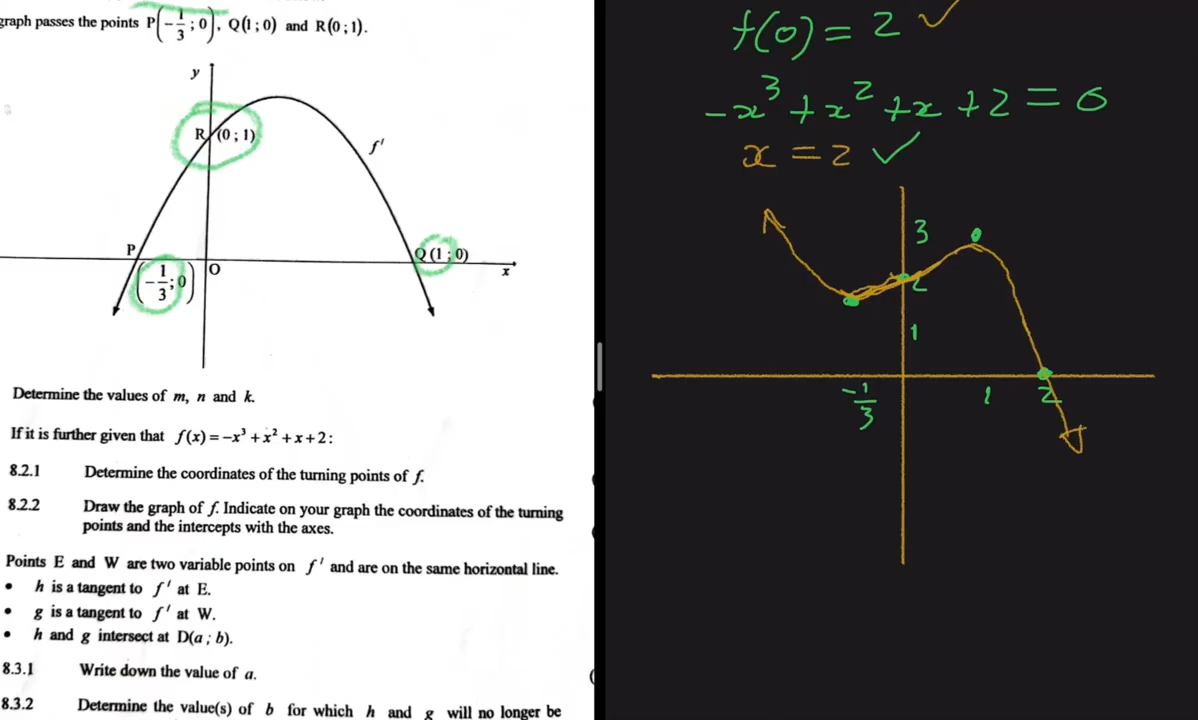 graph passes the points P(-1/3 ; 0), Q(1 ; 0) and R(0 ; 1).
y
R (0 ; 1)
f'
P
Q (1 ; 0)
(-1/3 ; 0)
O
x
Determine the values of m, n and k.
If it is further given that f(x) = -x³ + x² + x + 2 :
8.2.1 Determine the coordinates of the turning points of f.
8.2.2 Draw the graph of f. Indicate on your graph the coordinates of the turning
points and the intercepts with the axes.
Points E and W are two variable points on f' and are on the same horizontal line.
• h is a tangent to f' at E.
• g is a tangent to f' at W.
• h and g intersect at D(a ; b).
8.3.1 Write down the value of a.
8.3.2 Determine the value(s) of b for which h and g will no longer be
f(0) = 2 ✓
-x³ + x² + x + 2 = 0
x = 2 ✓
3
2
1
-1/3
1
2